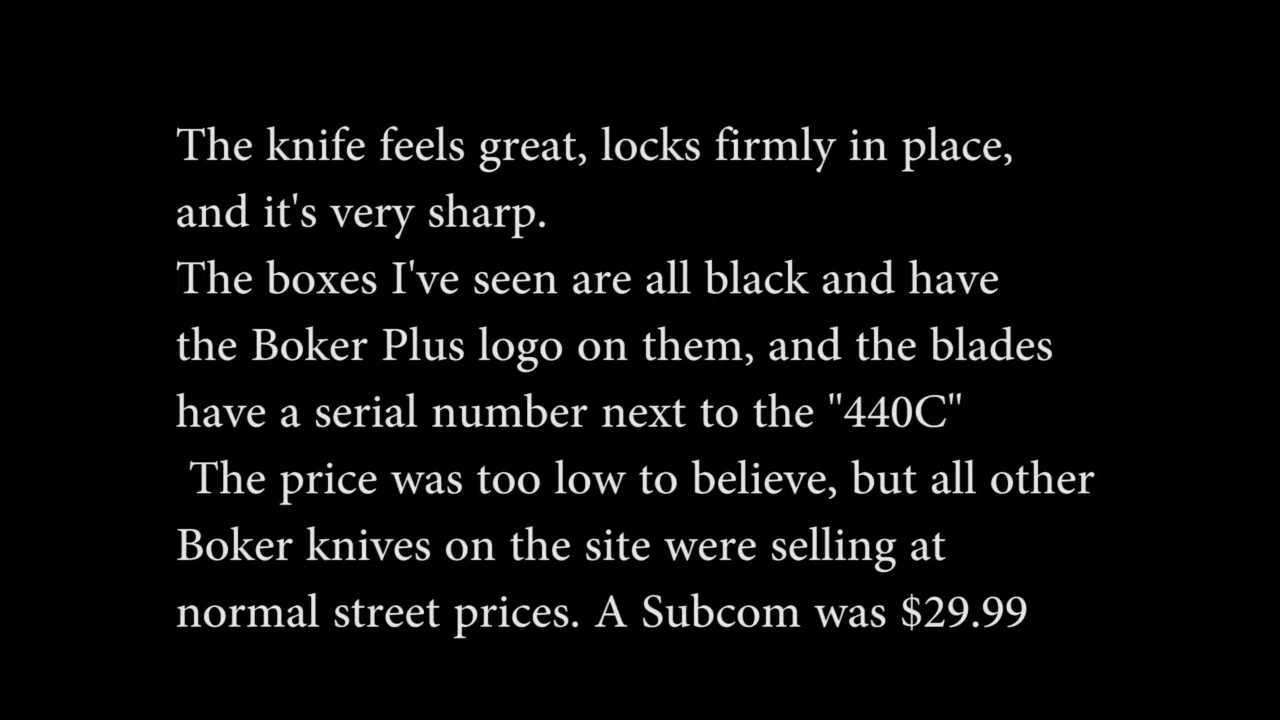 The knife feels great, locks firmly in place,
and it's very sharp.
The boxes I've seen are all black and have
the Boker Plus logo on them, and the blades
have a serial number next to the "440C"
The price was too low to believe, but all other
Boker knives on the site were selling at
normal street prices. A Subcom was $29.99